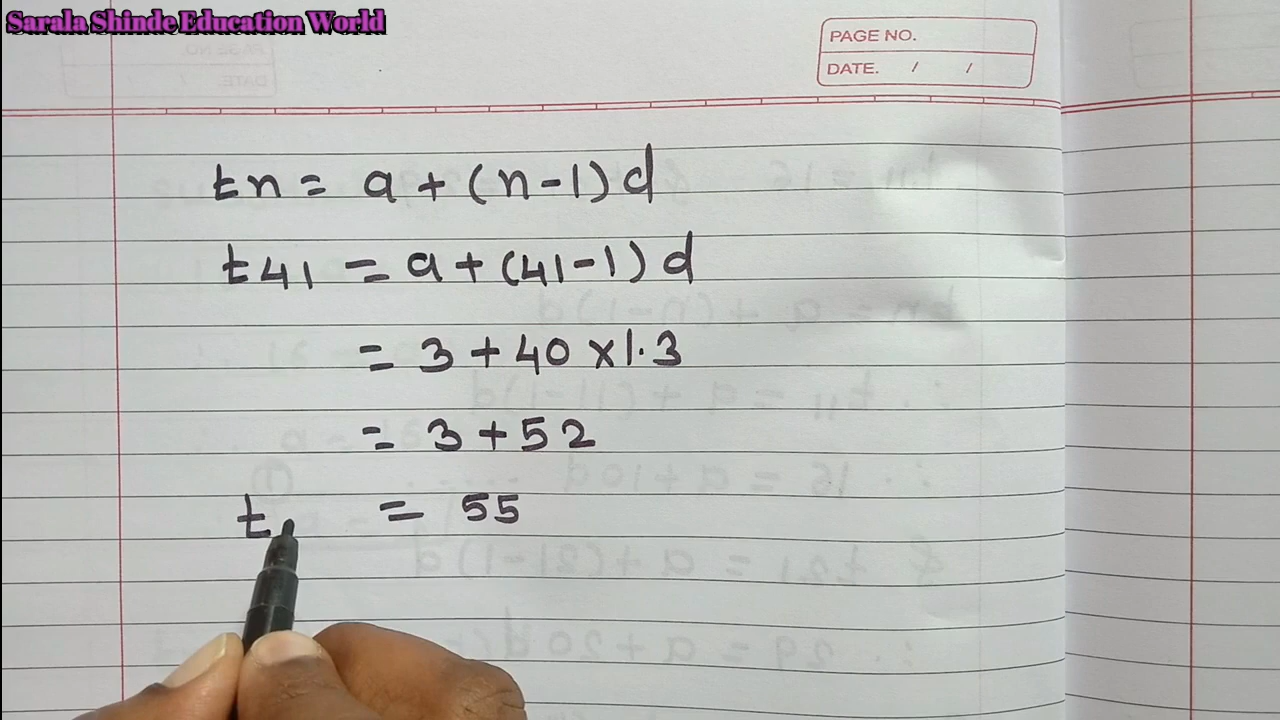 Sarala Shinde Education World
PAGE NO.
DATE. / /
tn = a + (n-1)d
t41 = a + (41-1)d
= 3 + 40 x 1.3
= 3 + 52
t = 55